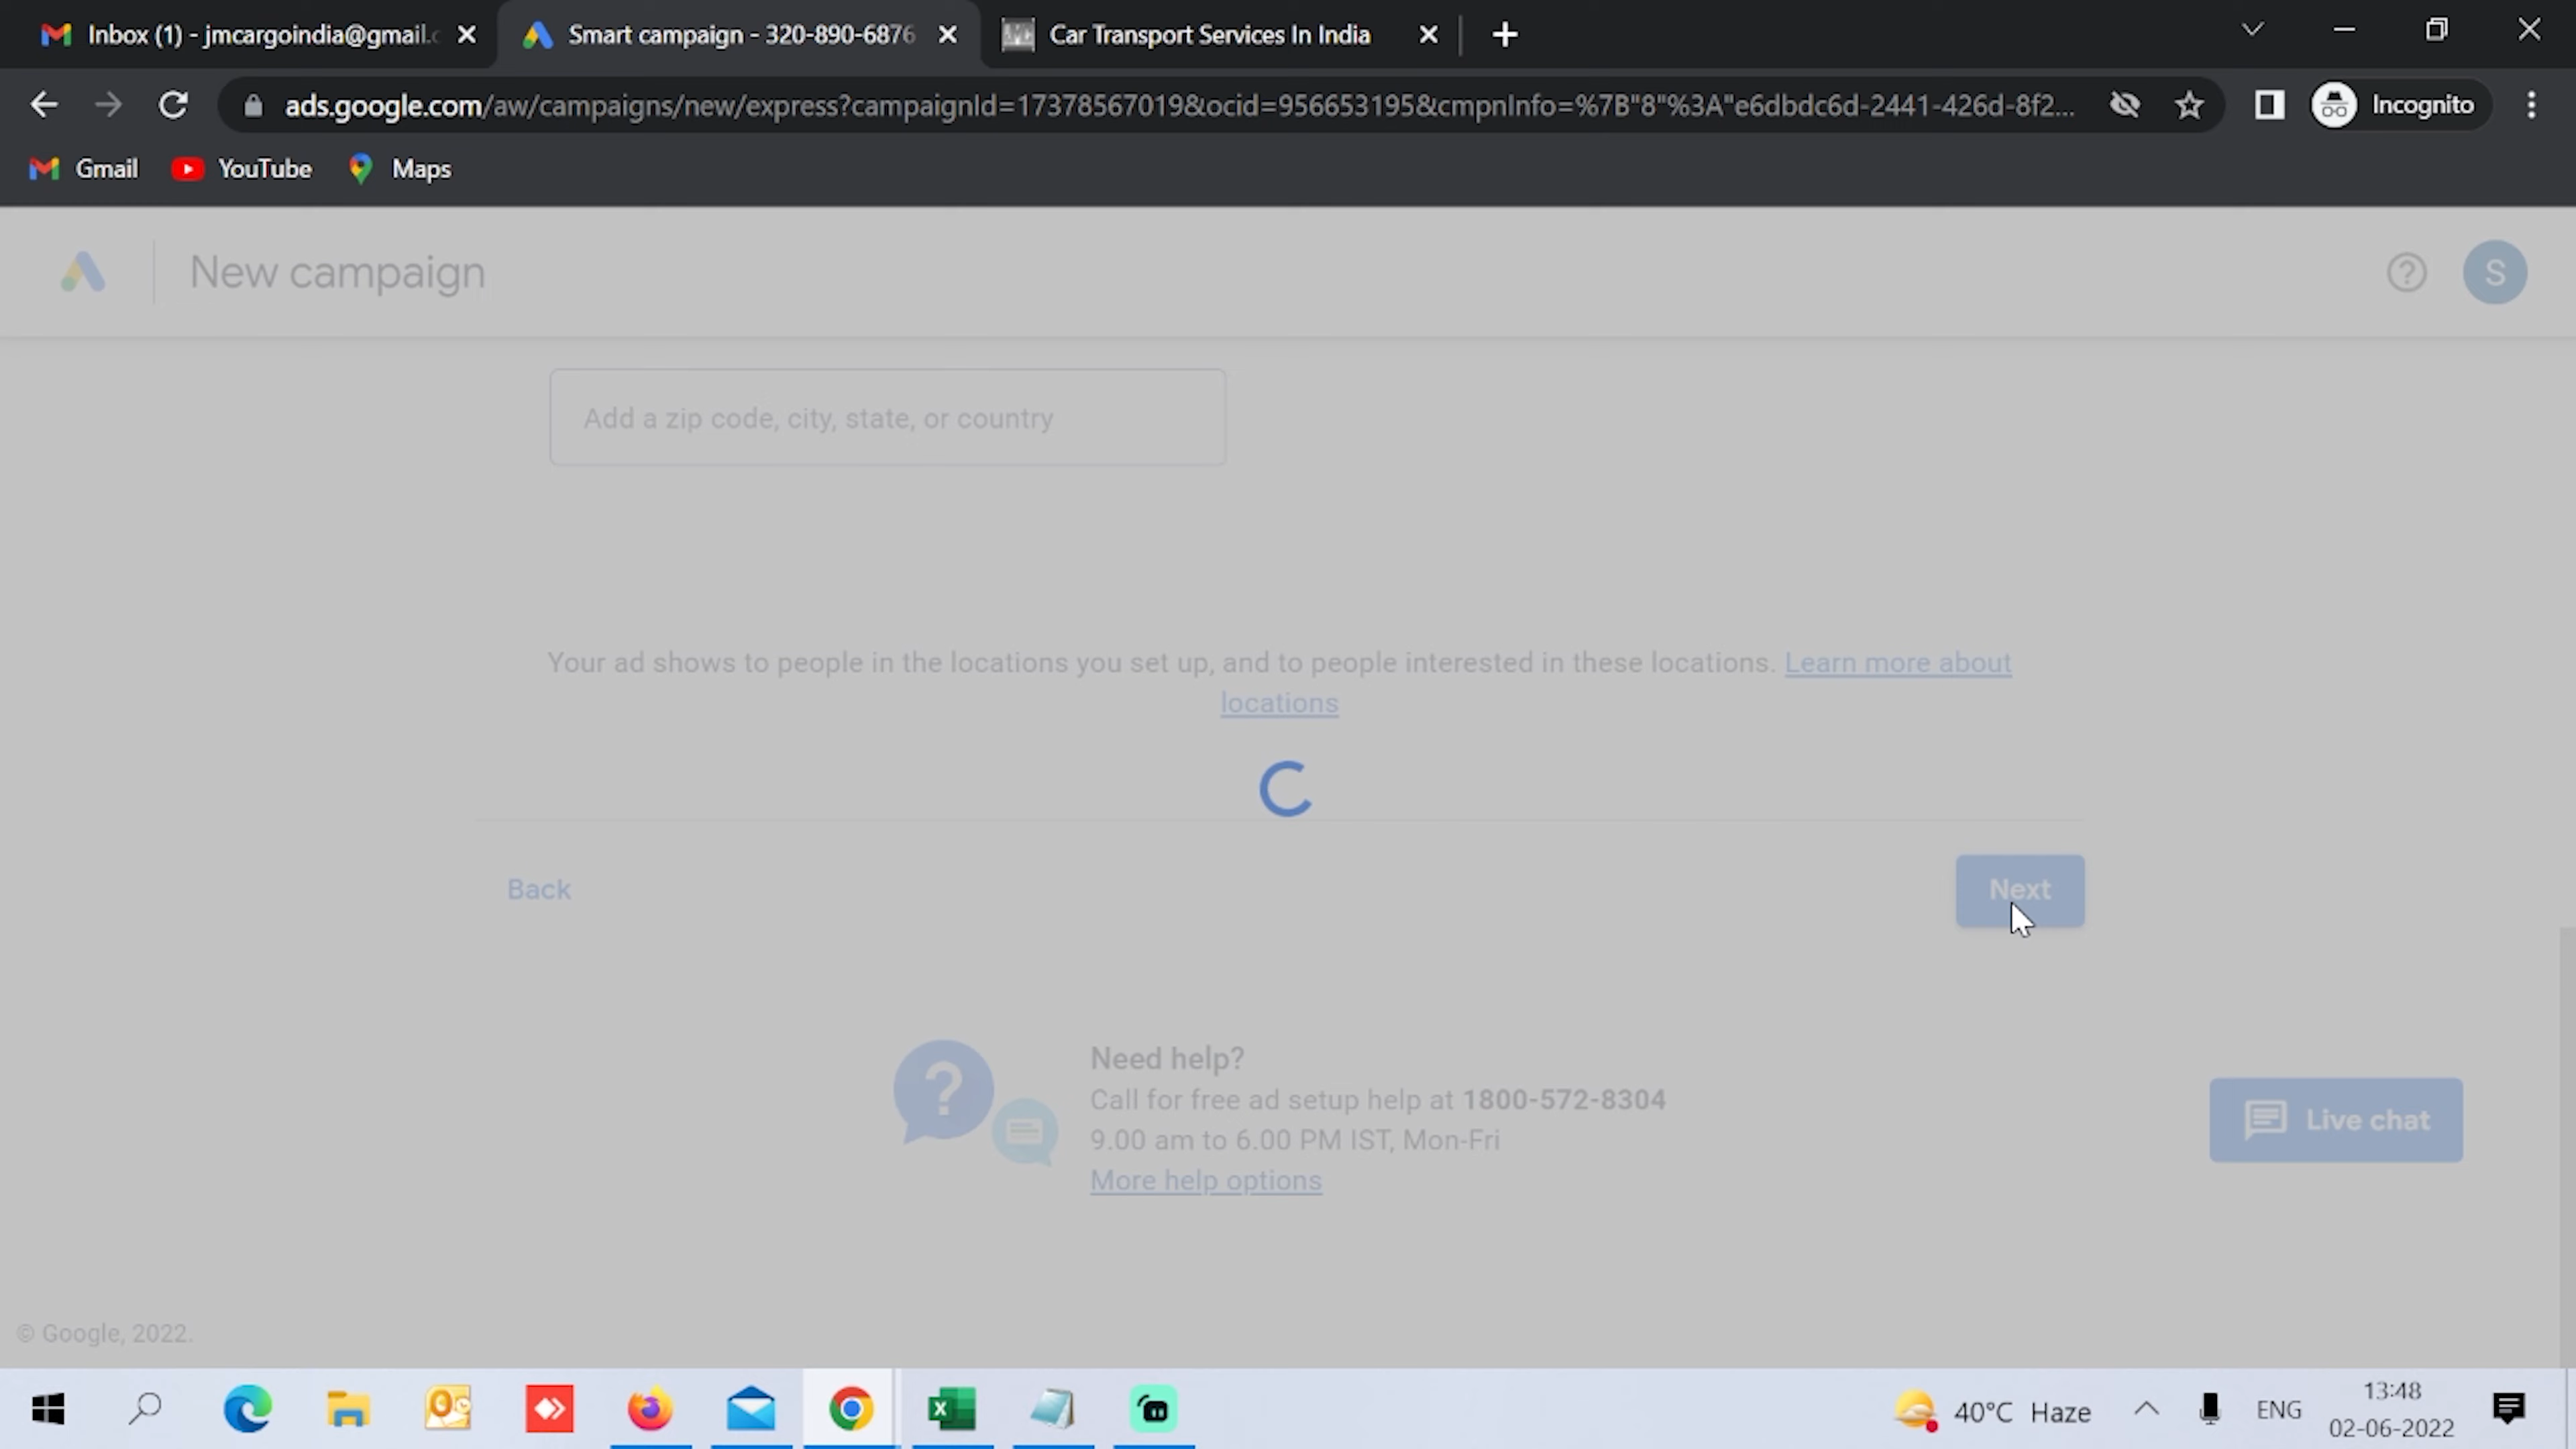 Inbox (1) - jmcargoindia@gmail.c
Smart campaign - 320-890-6876
Car Transport Services In India
ads.google.com/aw/campaigns/new/express?campaignId=17378567019&ocid=956653195&cmpnInfo=%7B"8"%3A"e6dbdc6d-2441-426d-8f2...
Incognito
Gmail
YouTube
Maps
New campaign
S
Add a zip code, city, state, or country
Your ad shows to people in the locations you set up, and to people interested in these locations. Learn more about
locations
Back
Next
Need help?
Call for free ad setup help at 1800-572-8304
9.00 am to 6.00 PM IST, Mon-Fri
More help options
Live chat
© Google, 2022.
40°C Haze
ENG
13:48
02-06-2022